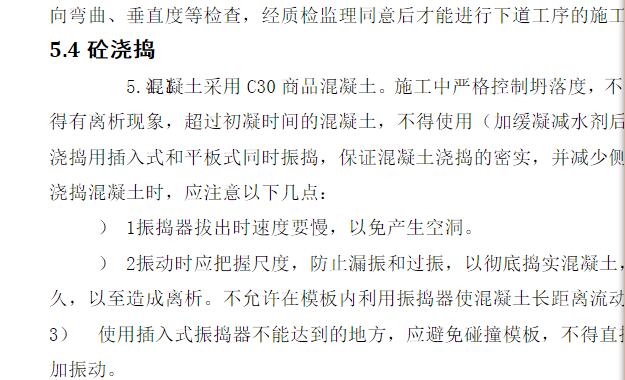 向弯曲、垂直度等检查，经质检监理同意后才能进行下道工序的施工
5.4 砼浇捣
5.混凝土采用 C30 商品混凝土。施工中严格控制坍落度，不
得有离析现象，超过初凝时间的混凝土，不得使用（加缓凝减水剂后
浇捣用插入式和平板式同时振捣，保证混凝土浇捣的密实，并减少侧
浇捣混凝土时，应注意以下几点：
） 1振捣器拔出时速度要慢，以免产生空洞。
） 2振动时应把握尺度，防止漏振和过振，以彻底捣实混凝土，
久，以至造成离析。不允许在模板内利用振捣器使混凝土长距离流动
3） 使用插入式振捣器不能达到的地方，应避免碰撞模板，不得直接
加振动。